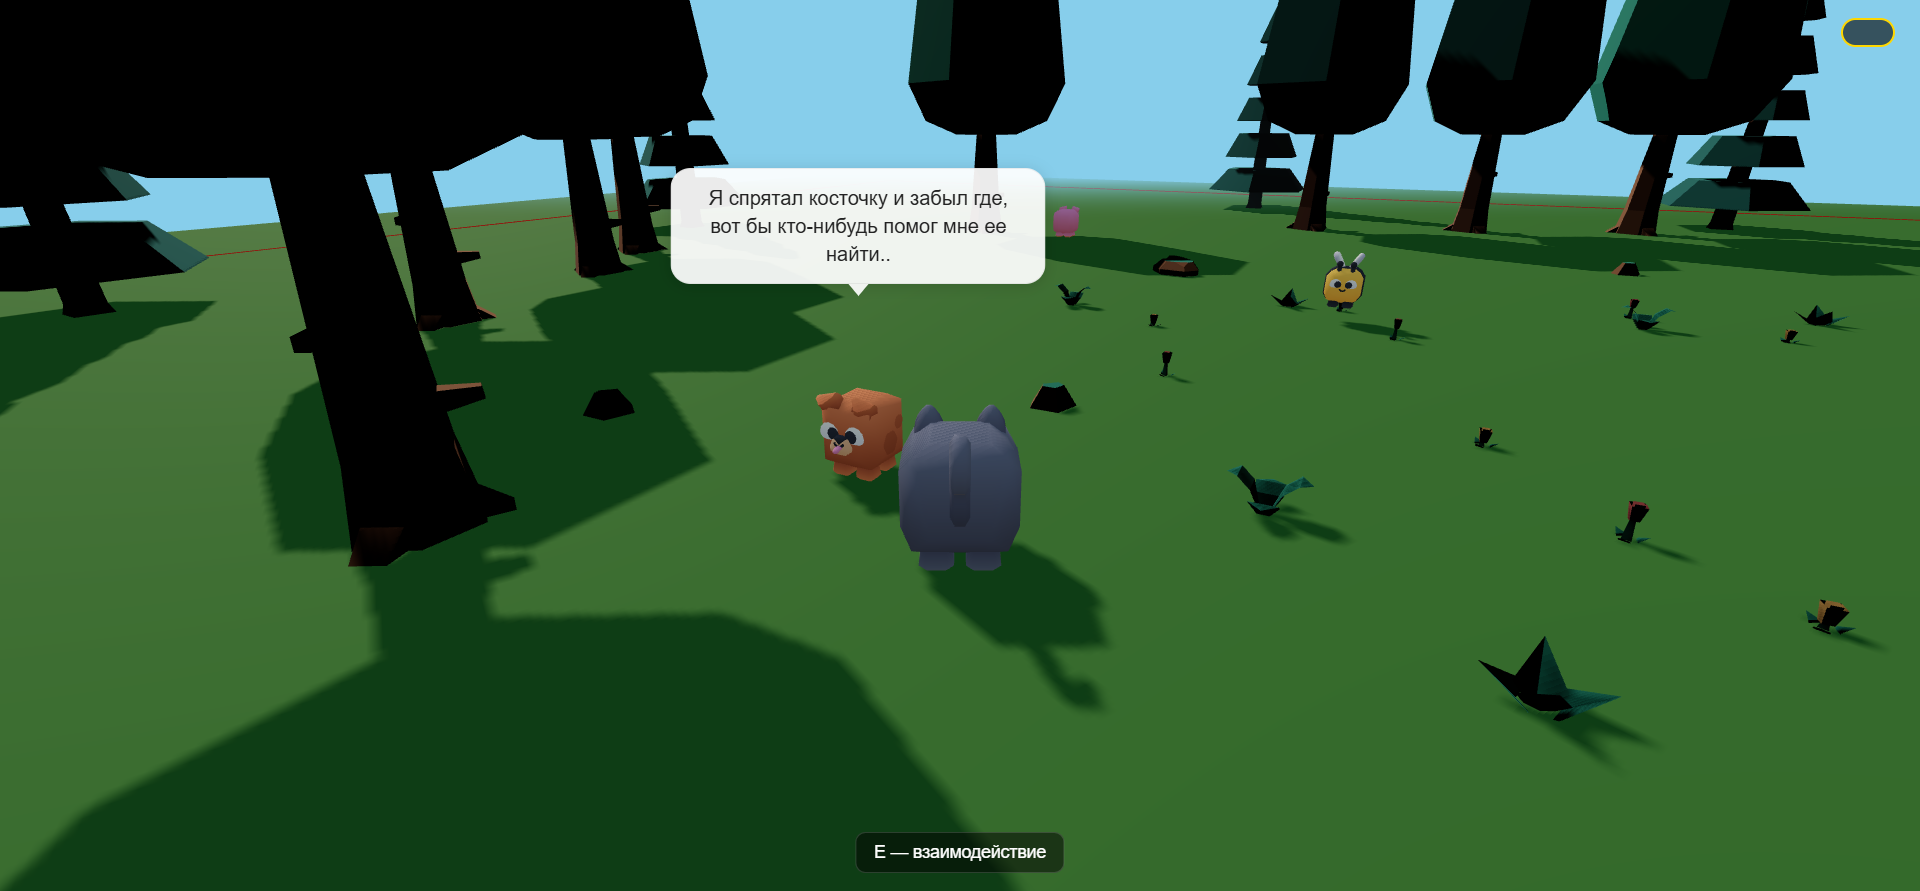 Я спрятал косточку и забыл где,
вот бы кто-нибудь помог мне ее
найти..
E — взаимодействие